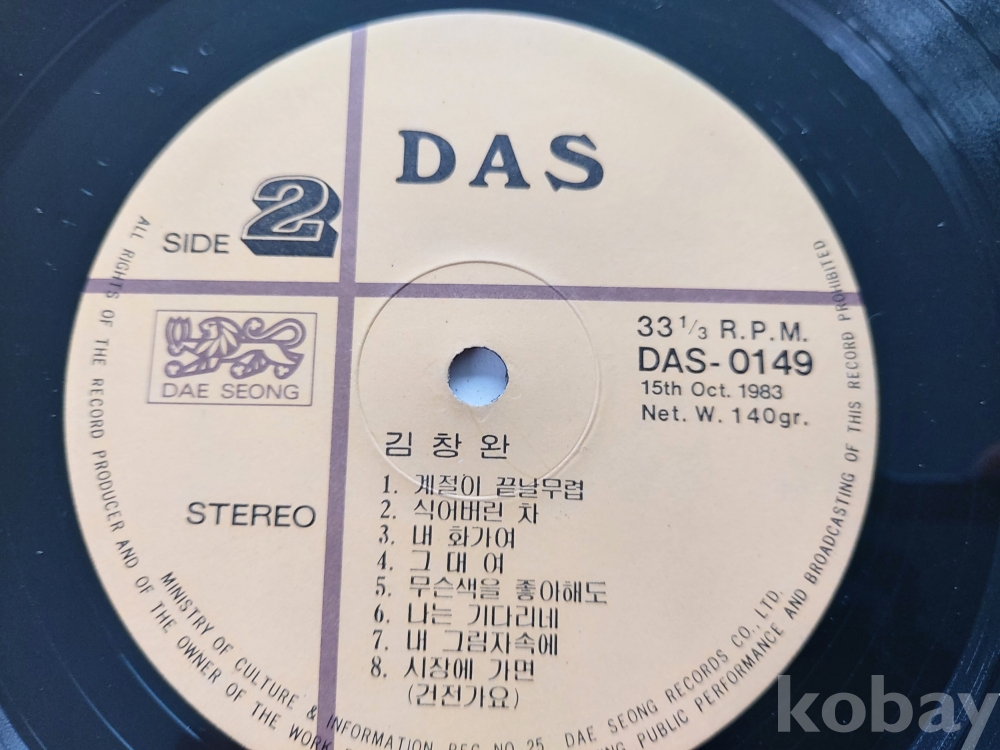 DAS
SIDE 2
DAE SEONG
33 1/3 R.P.M.
DAS-0149
15th Oct. 1983
Net. W. 140gr.
STEREO
김창완
1. 계절이 끝날무렵
2. 식어버린 차
3. 내 화가여
4. 그 대 여
5. 무슨색을 좋아해도
6. 나는 기다리네
7. 내 그림자속에
8. 시장에 가면
(건전가요)
ALL RIGHTS OF THE RECORD PRODUCER AND OF THE OWNER OF THE WORK
PUBLIC PERFORMANCE AND BROADCASTING OF THIS RECORD PROHIBITED
MINISTRY OF CULTURE & INFORMATION REG NO 25. DAE SEONG RECORDS CO., LTD.
kobay